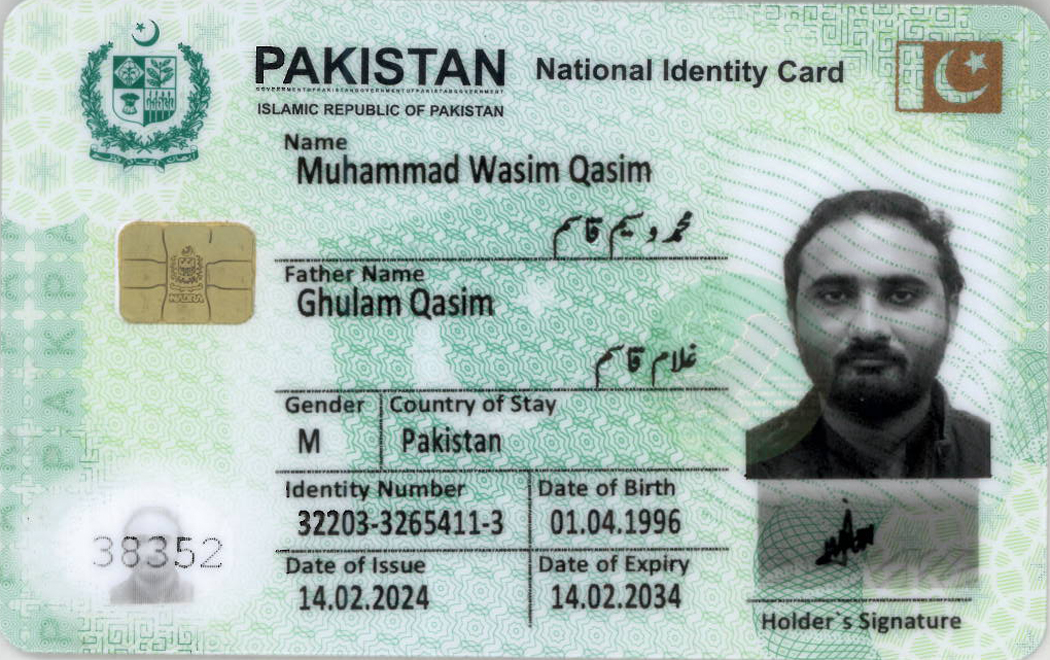 PAKISTAN National Identity Card
ISLAMIC REPUBLIC OF PAKISTAN
Name
Muhammad Wasim Qasim
محمد وسیم قاسم
Father Name
Ghulam Qasim
غلام قاسم
Gender Country of Stay
M Pakistan
Identity Number Date of Birth
32203-3265411-3 01.04.1996
Date of Issue Date of Expiry
14.02.2024 14.02.2034
38352
Holder`s Signature